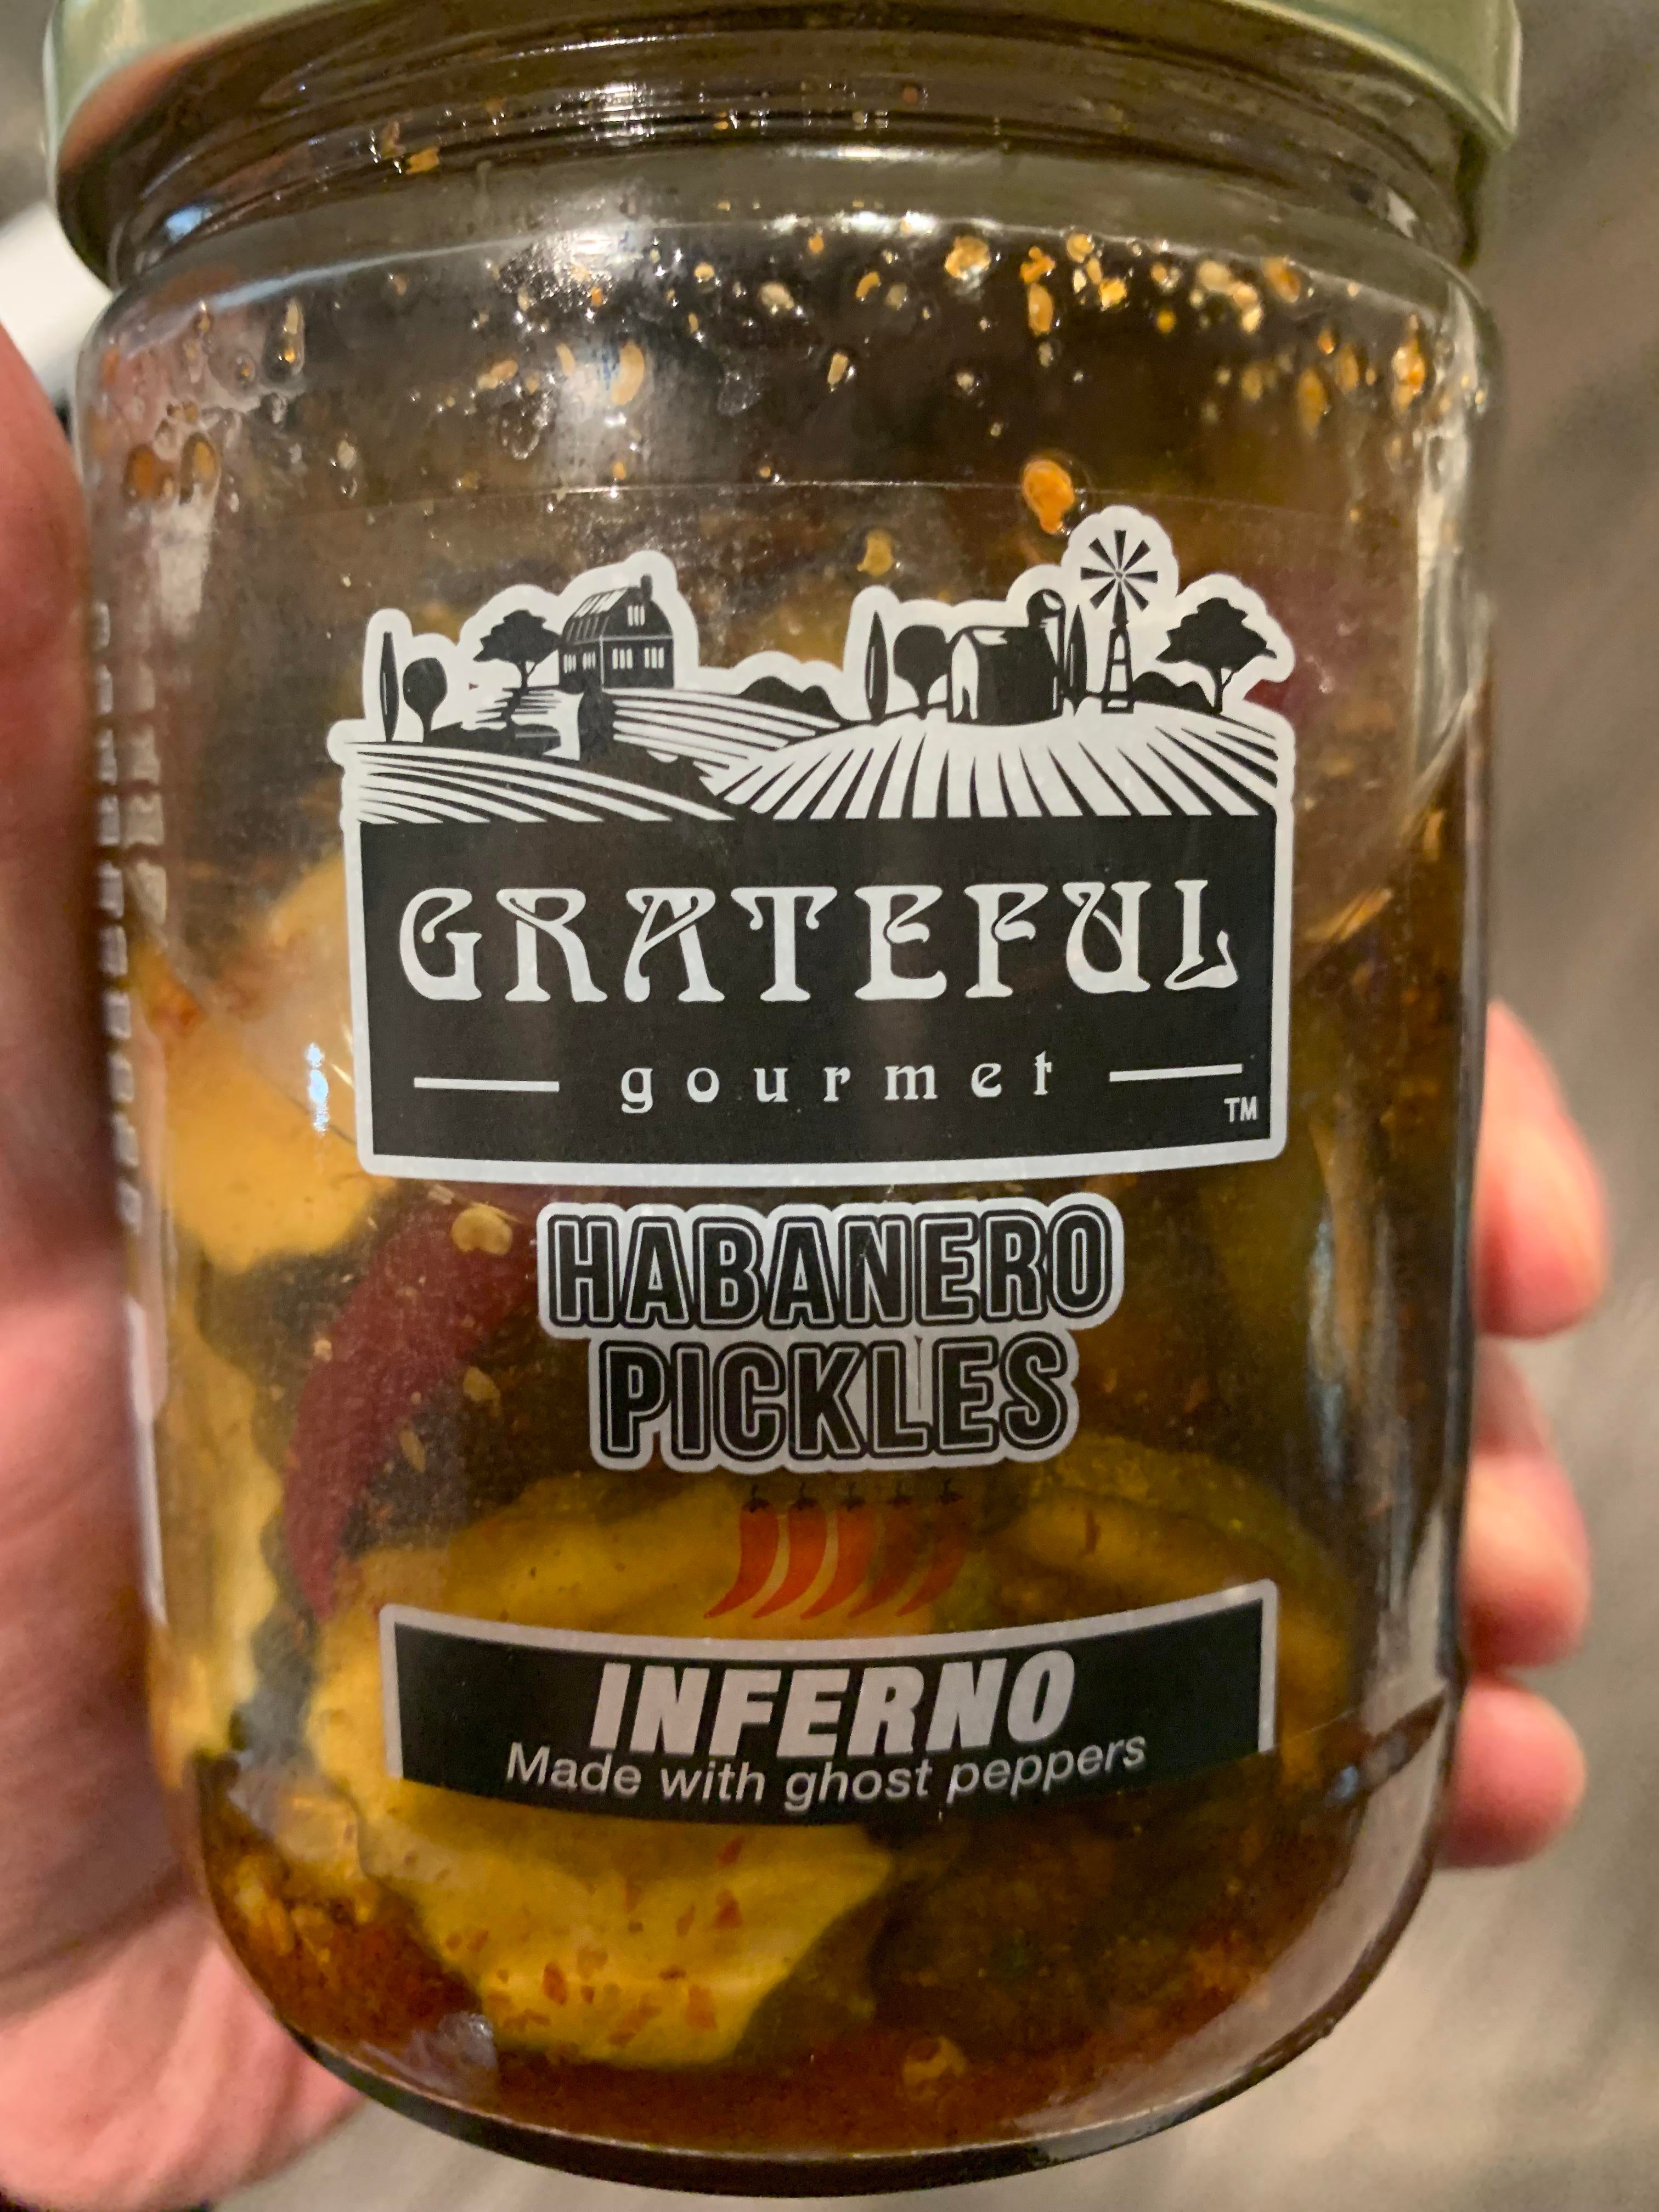 GRATEFUL
gourmet
TM
HABANERO
PICKLES
INFERNO
Made with ghost peppers